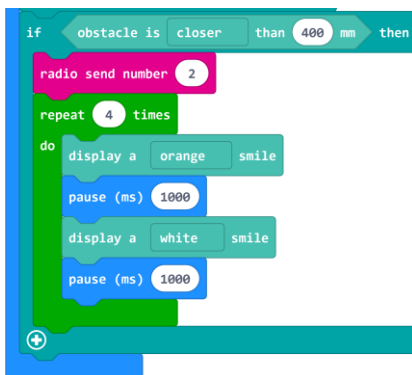 if obstacle is closer than 400 mm then
radio send number 2
repeat 4 times
do
display a orange smile
pause (ms) 1000
display a white smile
pause (ms) 1000